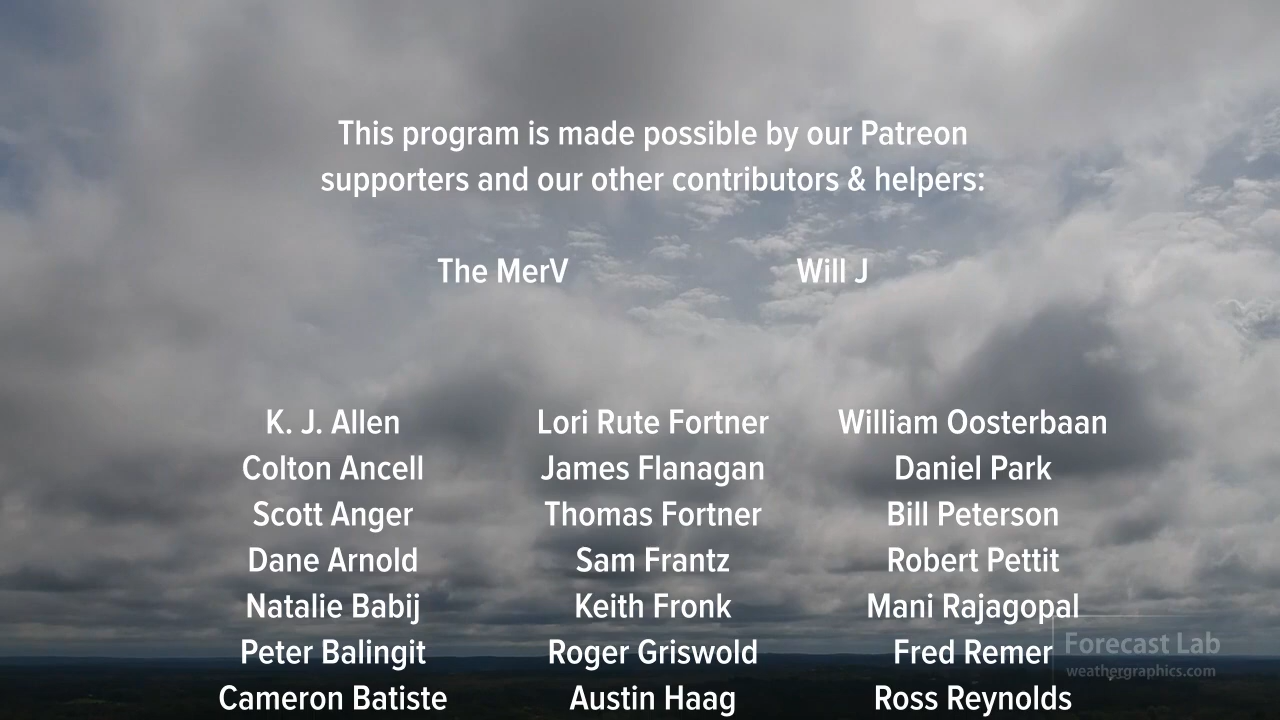 This program is made possible by our Patreon
supporters and our other contributors & helpers:
The MerV
Will J
K. J. Allen
Colton Ancell
Scott Anger
Dane Arnold
Natalie Babij
Peter Balingit
Cameron Batiste
Lori Rute Fortner
James Flanagan
Thomas Fortner
Sam Frantz
Keith Fronk
Roger Griswold
Austin Haag
William Oosterbaan
Daniel Park
Bill Peterson
Robert Pettit
Mani Rajagopal
Fred Remer
Ross Reynolds
Forecast Lab
weathergraphics.com